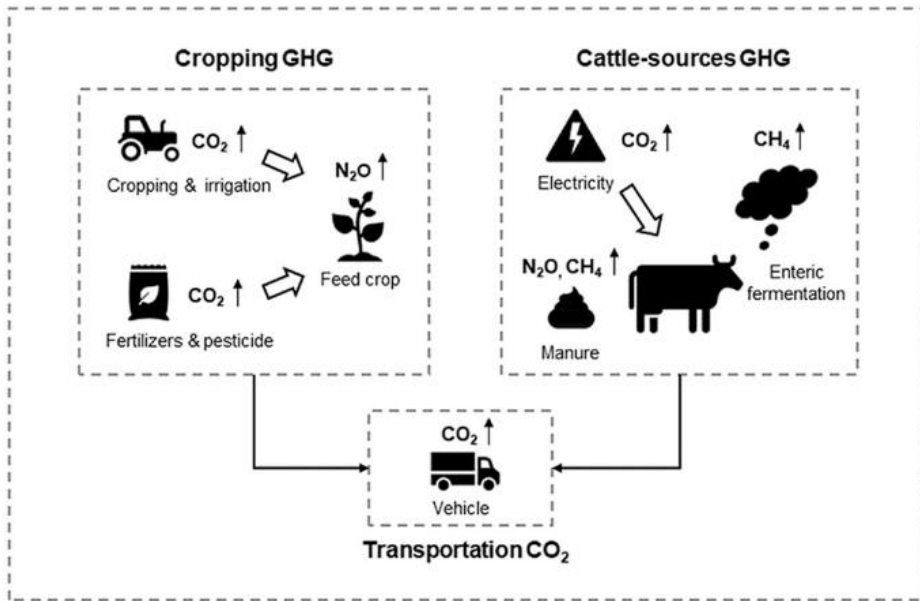 Cropping GHG
CO₂ ↑
Cropping & irrigation
N₂O ↑
Feed crop
CO₂ ↑
Fertilizers & pesticide
Cattle-sources GHG
CO₂ ↑
Electricity
CH₄ ↑
Enteric
fermentation
N₂O, CH₄ ↑
Manure
CO₂ ↑
Vehicle
Transportation CO₂